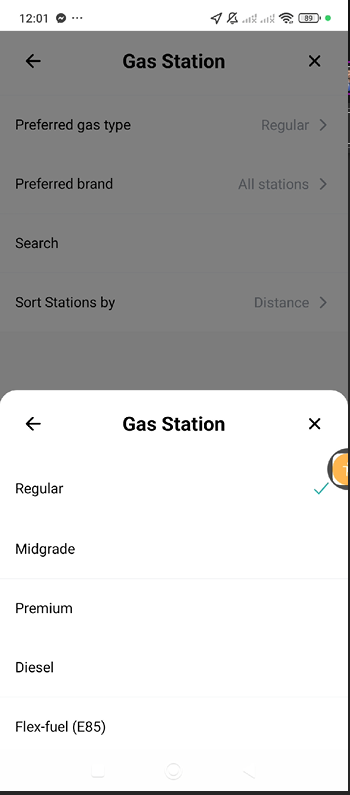 12:01
89
Gas Station
Preferred gas type
Regular
Preferred brand
All stations
Search
Sort Stations by
Distance
Gas Station
Regular
Midgrade
Premium
Diesel
Flex-fuel (E85)